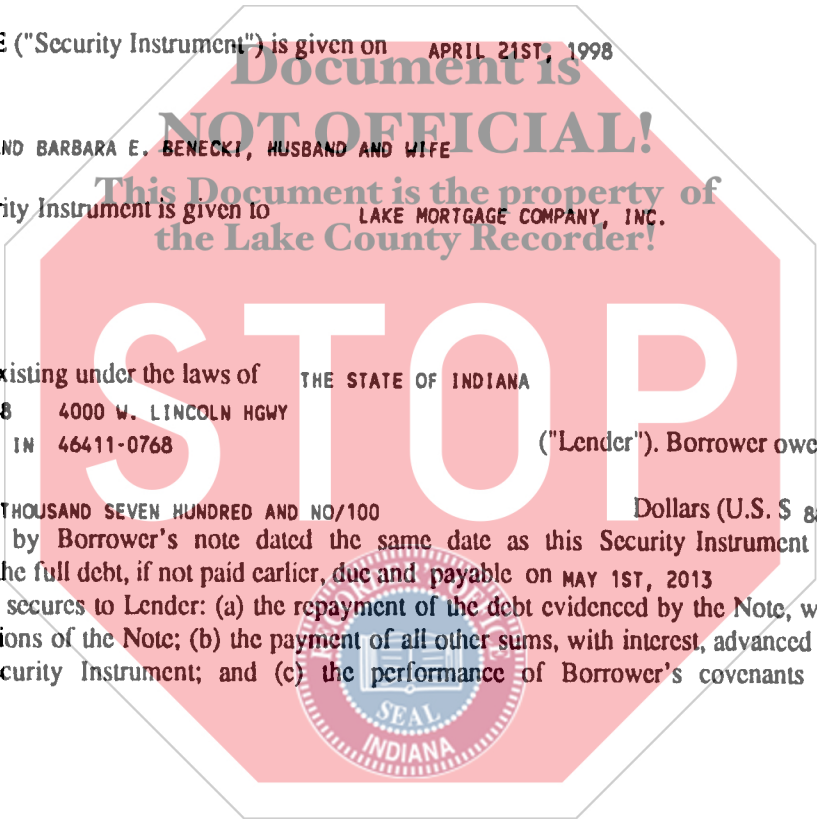 E ("Security Instrument") is given on APRIL 21ST, 1998
Document is
NOT OFFICIAL!
ND BARBARA E. BENECKI, HUSBAND AND WIFE
This Document is the property of
ity Instrument is given to LAKE MORTGAGE COMPANY, INC.
the Lake County Recorder!
STOP
xisting under the laws of THE STATE OF INDIANA
8 4000 W. LINCOLN HGWY
IN 46411-0768 ("Lender"). Borrower owe
THOUSAND SEVEN HUNDRED AND NO/100 Dollars (U.S. $ 8
by Borrower's note dated the same date as this Security Instrument
he full debt, if not paid earlier, due and payable on MAY 1ST, 2013
secures to Lender: (a) the repayment of the debt evidenced by the Note, w
ions of the Note; (b) the payment of all other sums, with interest, advanced
curity Instrument; and (c) the performance of Borrower's covenants
SEAL
INDIANA